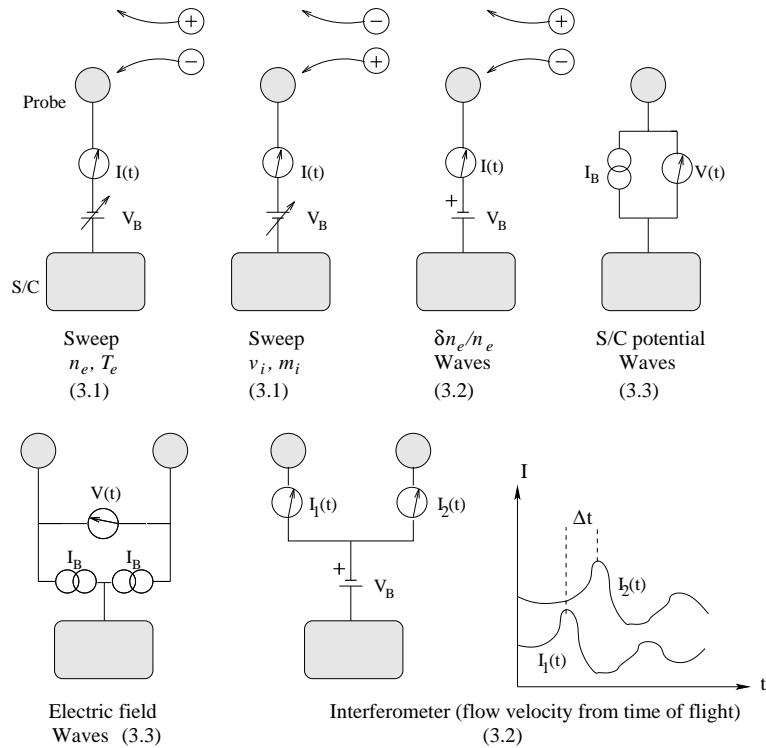 + − +
− + −
Probe
I(t) I(t) I(t) I_B V(t)
V_B V_B + V_B
S/C
Sweep
n_e, T_e
(3.1)
Sweep
v_i, m_i
(3.1)
δn_e/n_e
Waves
(3.2)
S/C potential
Waves
(3.3)
V(t)
I_B I_B
Electric field
Waves (3.3)
I_1(t) I_2(t)
+ V_B
I
Δt
I_2(t)
I_1(t)
t
Interferometer (flow velocity from time of flight)
(3.2)